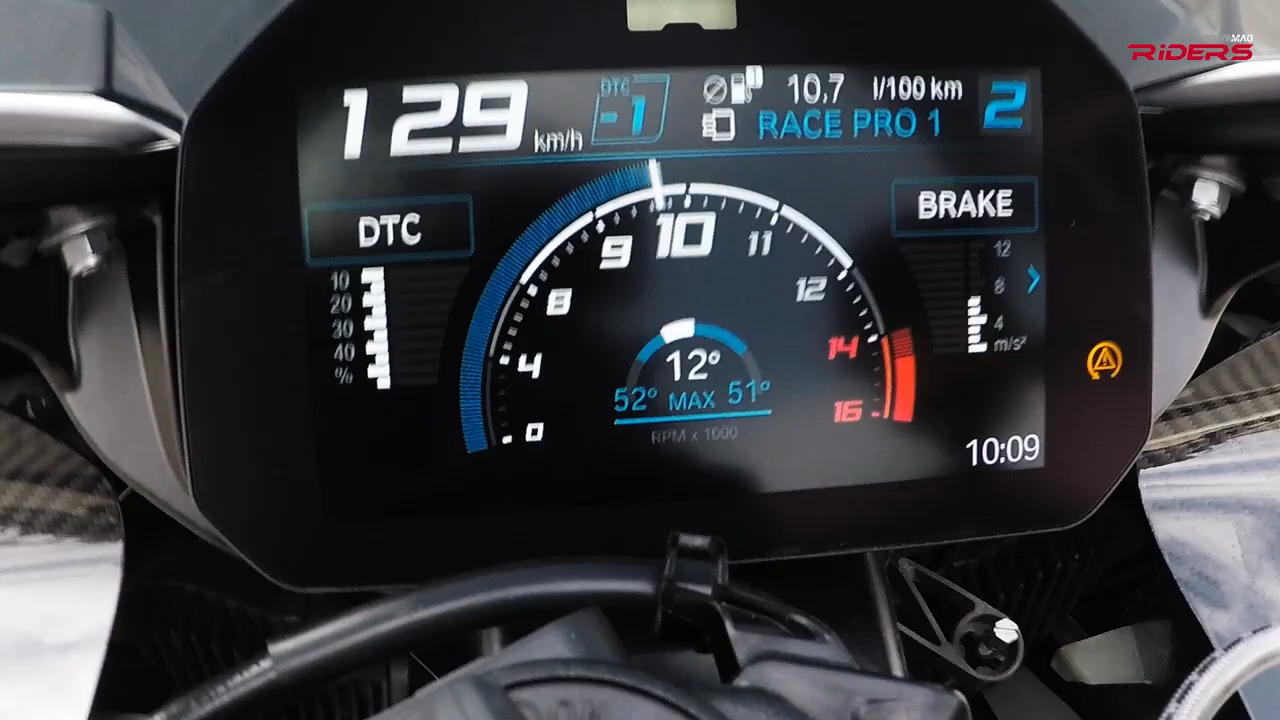 MAG
RIDERS
129 km/h
DTC
-1
10,7 l/100 km
RACE PRO 1
2
DTC
10
20
30
40
%
BRAKE
12
8
4
m/s²
0
4
8
9
10
11
12
14
16
12°
52° MAX 51°
RPM x 1000
10:09